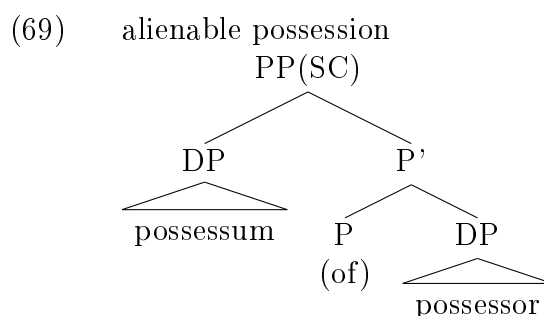 (69) alienable possession
PP(SC)
DP P'
possessum P DP
(of)
possessor